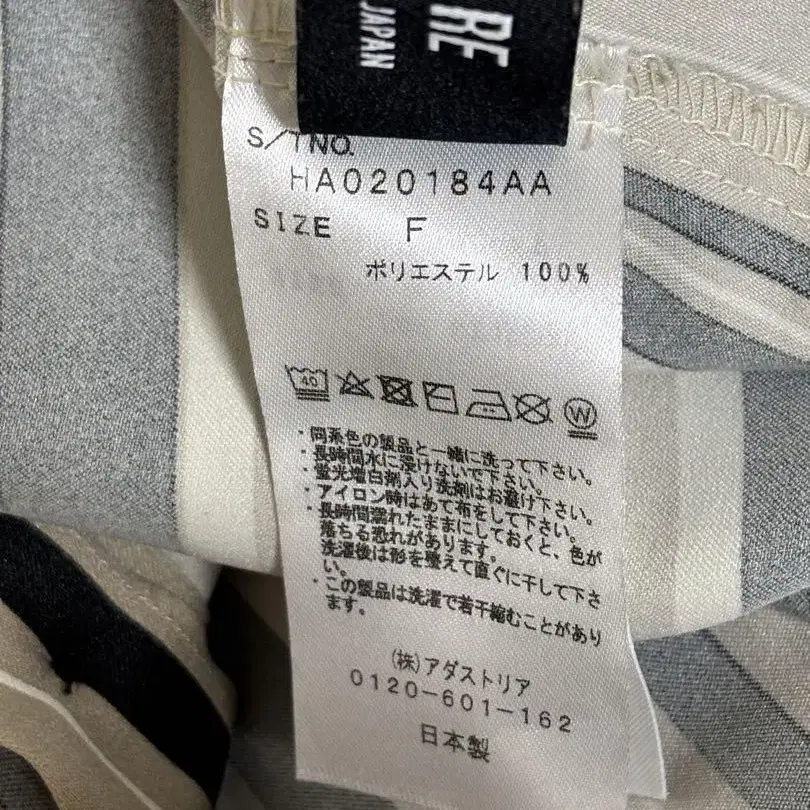 RE
JAPAN
S/TNO.
HA020184AA
SIZE F
ポリエステル 100%
40
W
・同系色の製品と一緒に洗って下さい。
・長時間水に浸けないで下さい。
・蛍光増白剤入り洗剤はお避け下さい。
・アイロン時はあて布をして下さい。
・長時間濡れたままにしておくと、色が
落ちる恐れがあります。
洗濯後は形を整えて直ぐに干して下さ
い。
・この製品は洗濯で若干縮むことがあり
ます。
(株)アダストリア
0120-601-162
日本製